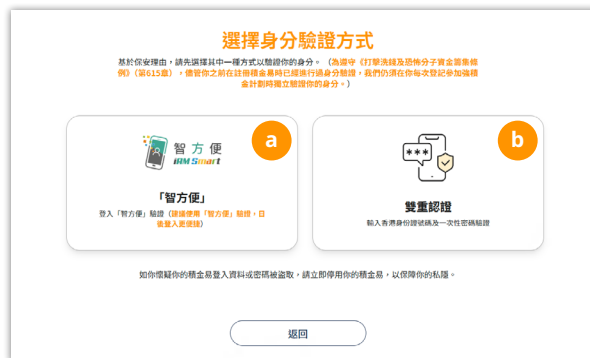 選擇身分驗證方式
基於保安理由，請先選擇其中一種方式以驗證你的身分。（為遵守《打擊洗錢及恐怖分子資金籌集條
例》（第615章），儘管你之前在註冊積金易時已經進行過身分驗證，我們仍須在你每次登記參加強積
金計劃時獨立驗證你的身分。）
智方便
iAM Smart
a
「智方便」
登入「智方便」驗證（建議使用「智方便」驗證，日
後登入更便捷）
***
b
雙重認證
輸入香港身份證號碼及一次性密碼驗證
如你懷疑你的積金易登入資料或密碼被盜取，請立即停用你的積金易，以保障你的私隱。
返回